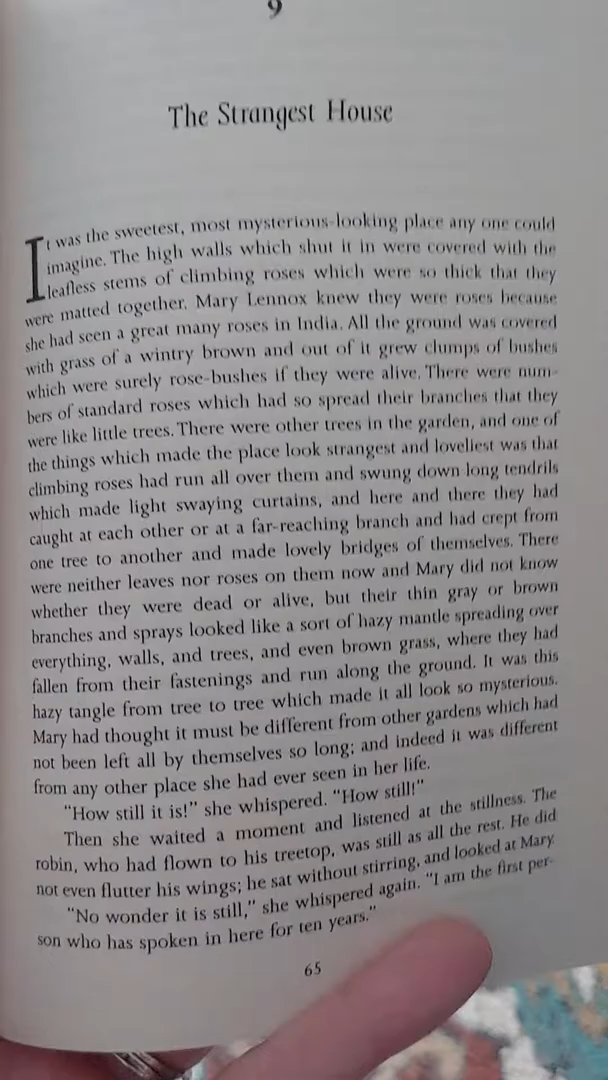 9
The Strangest House
It was the sweetest, most mysterious-looking place any one could
imagine. The high walls which shut it in were covered with the
leafless stems of climbing roses which were so thick that they
were matted together. Mary Lennox knew they were roses because
she had seen a great many roses in India. All the ground was covered
with grass of a wintry brown and out of it grew clumps of bushes
which were surely rose-bushes if they were alive. There were num-
bers of standard roses which had so spread their branches that they
were like little trees. There were other trees in the garden, and one of
the things which made the place look strangest and loveliest was that
climbing roses had run all over them and swung down long tendrils
which made light swaying curtains, and here and there they had
caught at each other or at a far-reaching branch and had crept from
one tree to another and made lovely bridges of themselves. There
were neither leaves nor roses on them now and Mary did not know
whether they were dead or alive, but their thin gray or brown
branches and sprays looked like a sort of hazy mantle spreading over
everything, walls, and trees, and even brown grass, where they had
fallen from their fastenings and run along the ground. It was this
hazy tangle from tree to tree which made it all look so mysterious.
Mary had thought it must be different from other gardens which had
not been left all by themselves so long; and indeed it was different
from any other place she had ever seen in her life.
"How still it is!" she whispered. "How still!"
Then she waited a moment and listened at the stillness. The
robin, who had flown to his treetop, was still as all the rest. He did
not even flutter his wings; he sat without stirring, and looked at Mary.
"No wonder it is still," she whispered again. "I am the first per-
son who has spoken in here for ten years."
65